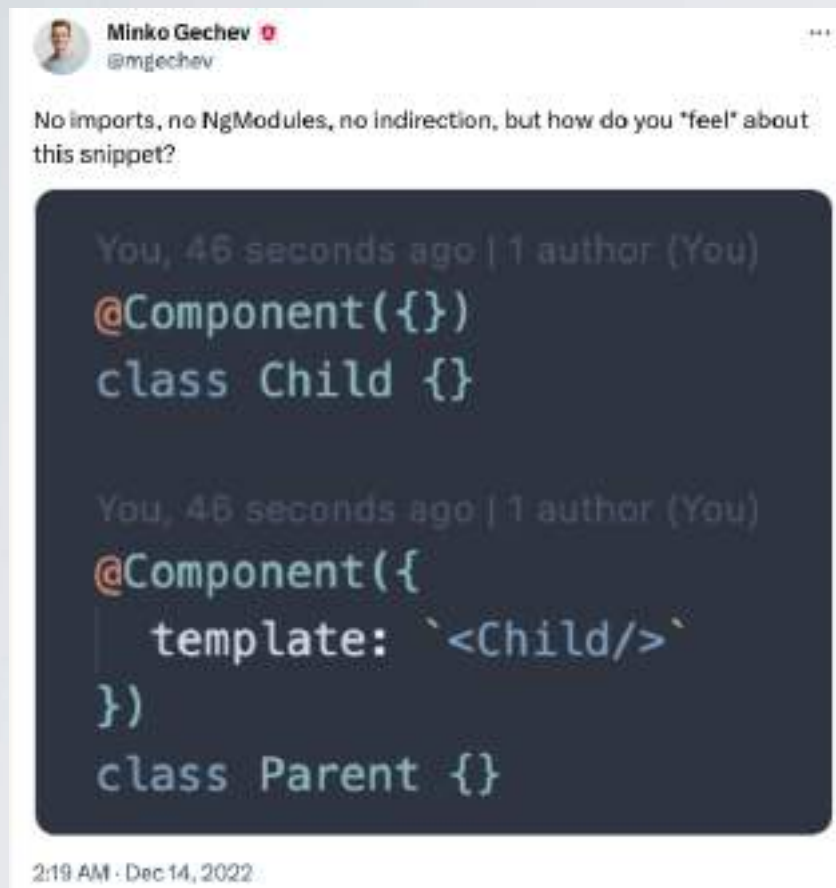 Minko Gechev
@mgechev
No imports, no NgModules, no indirection, but how do you *feel* about
this snippet?
You, 46 seconds ago | 1 author (You)
@Component({})
class Child {}
You, 46 seconds ago | 1 author (You)
@Component({
template: `<Child/>`
})
class Parent {}
2:19 AM · Dec 14, 2022